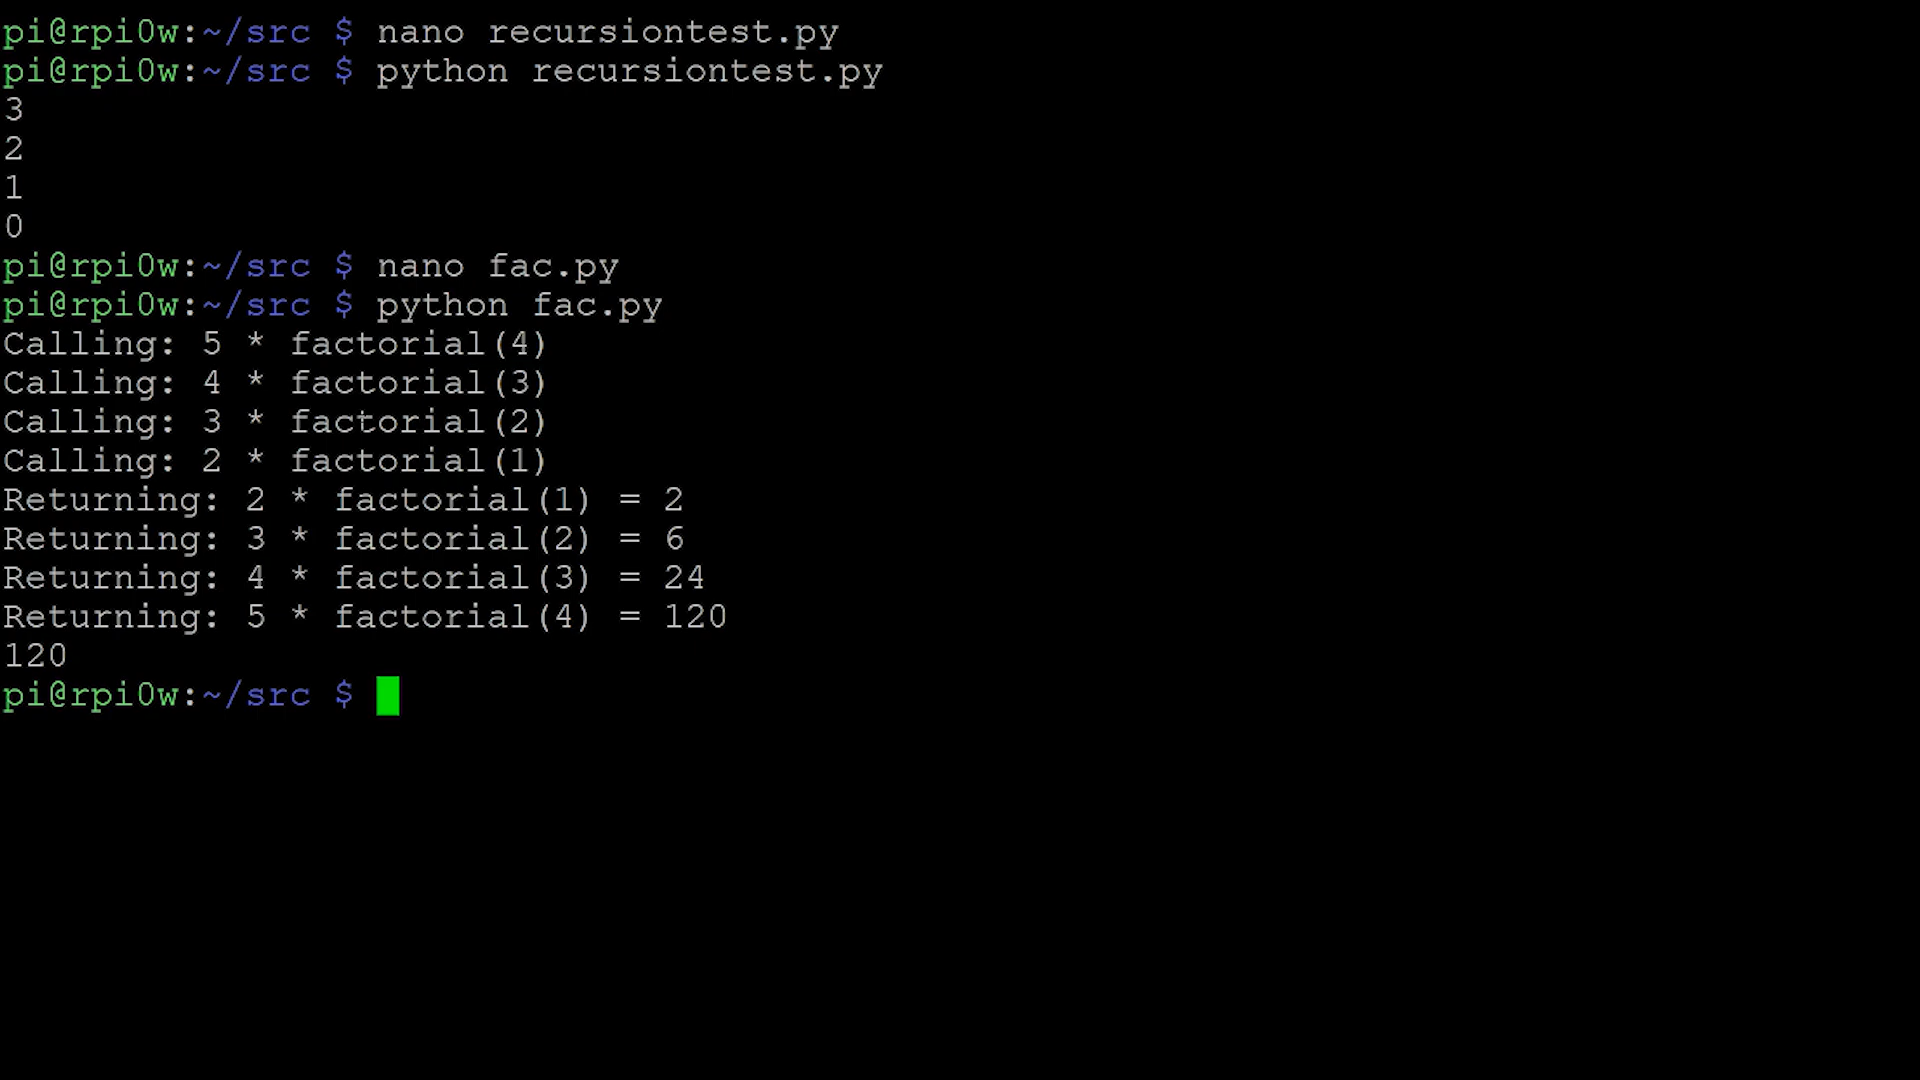 pi@rpi0w:~/src $ nano recursiontest.py
pi@rpi0w:~/src $ python recursiontest.py
3
2
1
0
pi@rpi0w:~/src $ nano fac.py
pi@rpi0w:~/src $ python fac.py
Calling: 5 * factorial(4)
Calling: 4 * factorial(3)
Calling: 3 * factorial(2)
Calling: 2 * factorial(1)
Returning: 2 * factorial(1) = 2
Returning: 3 * factorial(2) = 6
Returning: 4 * factorial(3) = 24
Returning: 5 * factorial(4) = 120
120
pi@rpi0w:~/src $